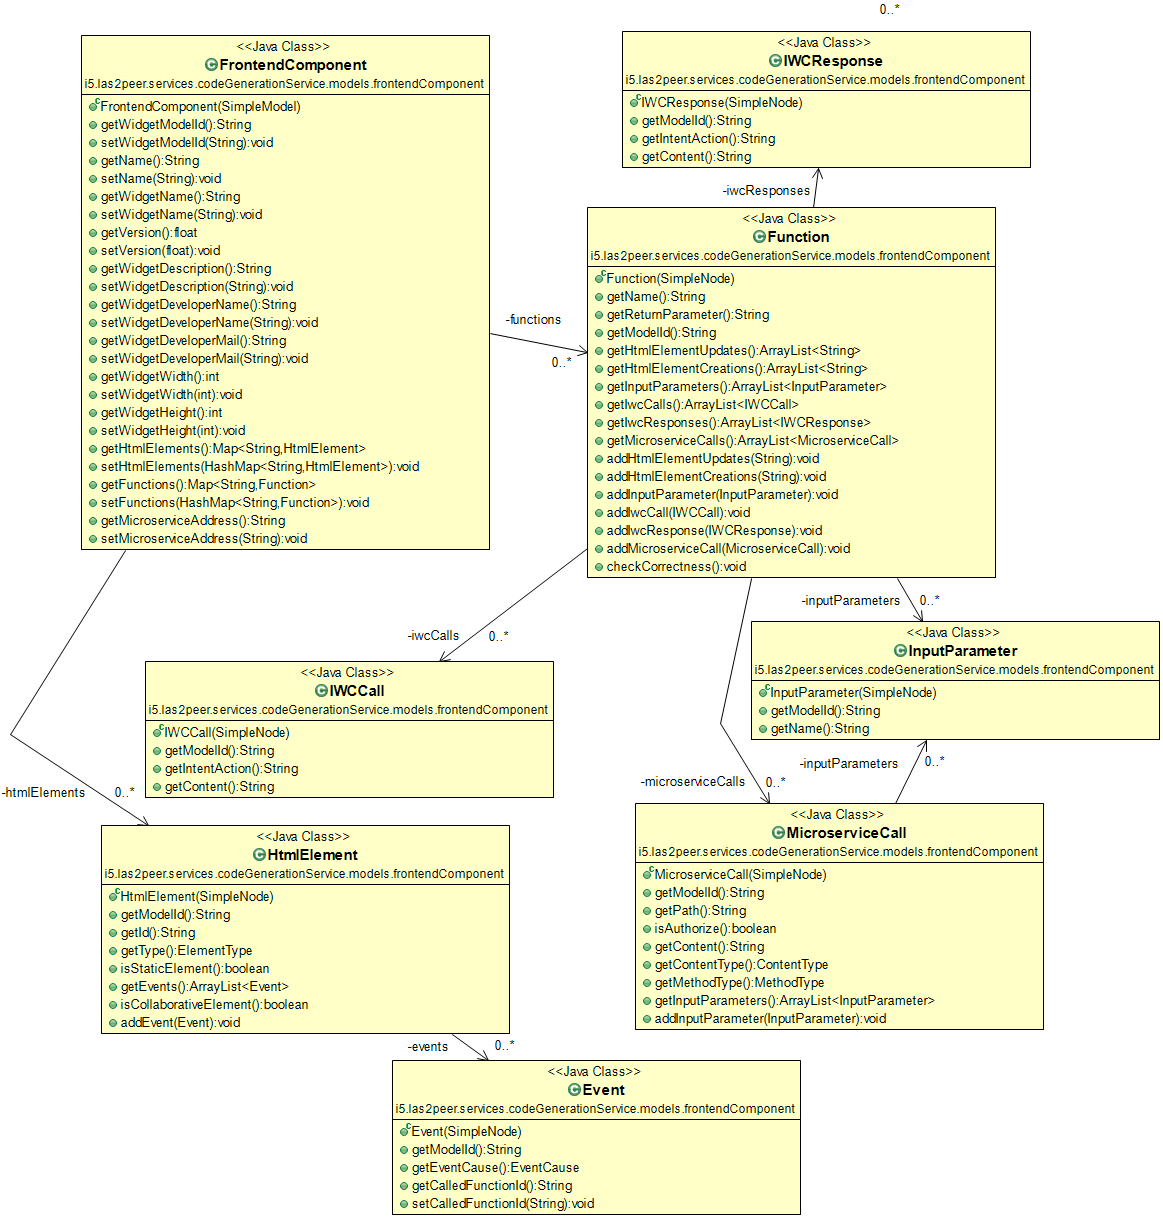 0..*
<<Java Class>>
FrontendComponent
i5.las2peer.services.codeGenerationService.models.frontendComponent
FrontendComponent(SimpleModel)
getWidgetModelId():String
setWidgetModelId(String):void
getName():String
setName(String):void
getWidgetName():String
setWidgetName(String):void
getVersion():float
setVersion(float):void
getWidgetDescription():String
setWidgetDescription(String):void
getWidgetDeveloperName():String
setWidgetDeveloperName(String):void
getWidgetDeveloperMail():String
setWidgetDeveloperMail(String):void
getWidgetWidth():int
setWidgetWidth(int):void
getWidgetHeight():int
setWidgetHeight(int):void
getHtmlElements():Map<String,HtmlElement>
setHtmlElements(HashMap<String,HtmlElement>):void
getFunctions():Map<String,Function>
setFunctions(HashMap<String,Function>):void
getMicroserviceAddress():String
setMicroserviceAddress(String):void
<<Java Class>>
IWCResponse
i5.las2peer.services.codeGenerationService.models.frontendComponent
IWCResponse(SimpleNode)
getModelId():String
getIntentAction():String
getContent():String
-iwcResponses
<<Java Class>>
Function
i5.las2peer.services.codeGenerationService.models.frontendComponent
Function(SimpleNode)
getName():String
getReturnParameter():String
getModelId():String
getHtmlElementUpdates():ArrayList<String>
getHtmlElementCreations():ArrayList<String>
getInputParameters():ArrayList<InputParameter>
getIwcCalls():ArrayList<IWCCall>
getIwcResponses():ArrayList<IWCResponse>
getMicroserviceCalls():ArrayList<MicroserviceCall>
addHtmlElementUpdates(String):void
addHtmlElementCreations(String):void
addInputParameter(InputParameter):void
addIwcCall(IWCCall):void
addIwcResponse(IWCResponse):void
addMicroserviceCall(MicroserviceCall):void
checkCorrectness():void
-functions
0..*
-inputParameters 0..*
-iwcCalls 0..*
<<Java Class>>
InputParameter
i5.las2peer.services.codeGenerationService.models.frontendComponent
InputParameter(SimpleNode)
getModelId():String
getName():String
<<Java Class>>
IWCCall
i5.las2peer.services.codeGenerationService.models.frontendComponent
IWCCall(SimpleNode)
getModelId():String
getIntentAction():String
getContent():String
-inputParameters 0..*
-microserviceCalls 0..*
-htmlElements 0..*
<<Java Class>>
MicroserviceCall
i5.las2peer.services.codeGenerationService.models.frontendComponent
MicroserviceCall(SimpleNode)
getModelId():String
getPath():String
isAuthorize():boolean
getContent():String
getContentType():ContentType
getMethodType():MethodType
getInputParameters():ArrayList<InputParameter>
addInputParameter(InputParameter):void
<<Java Class>>
HtmlElement
i5.las2peer.services.codeGenerationService.models.frontendComponent
HtmlElement(SimpleNode)
getModelId():String
getId():String
getType():ElementType
isStaticElement():boolean
getEvents():ArrayList<Event>
isCollaborativeElement():boolean
addEvent(Event):void
-events 0..*
<<Java Class>>
Event
i5.las2peer.services.codeGenerationService.models.frontendComponent
Event(SimpleNode)
getModelId():String
getEventCause():EventCause
getCalledFunctionId():String
setCalledFunctionId(String):void